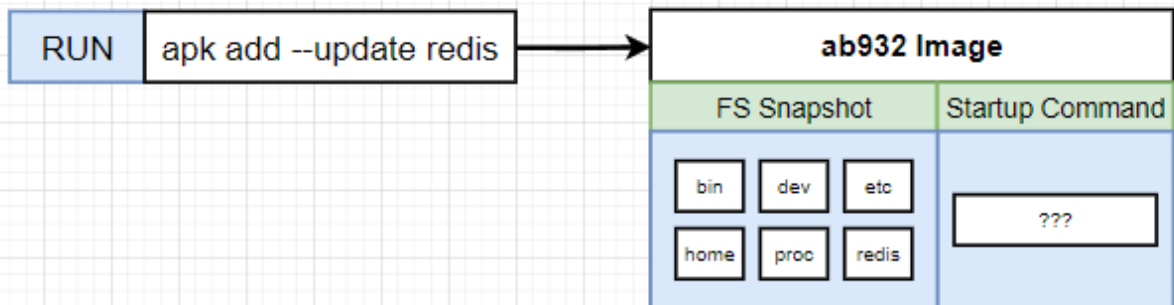 RUN apk add --update redis
ab932 Image
FS Snapshot Startup Command
bin dev etc
???
home proc redis